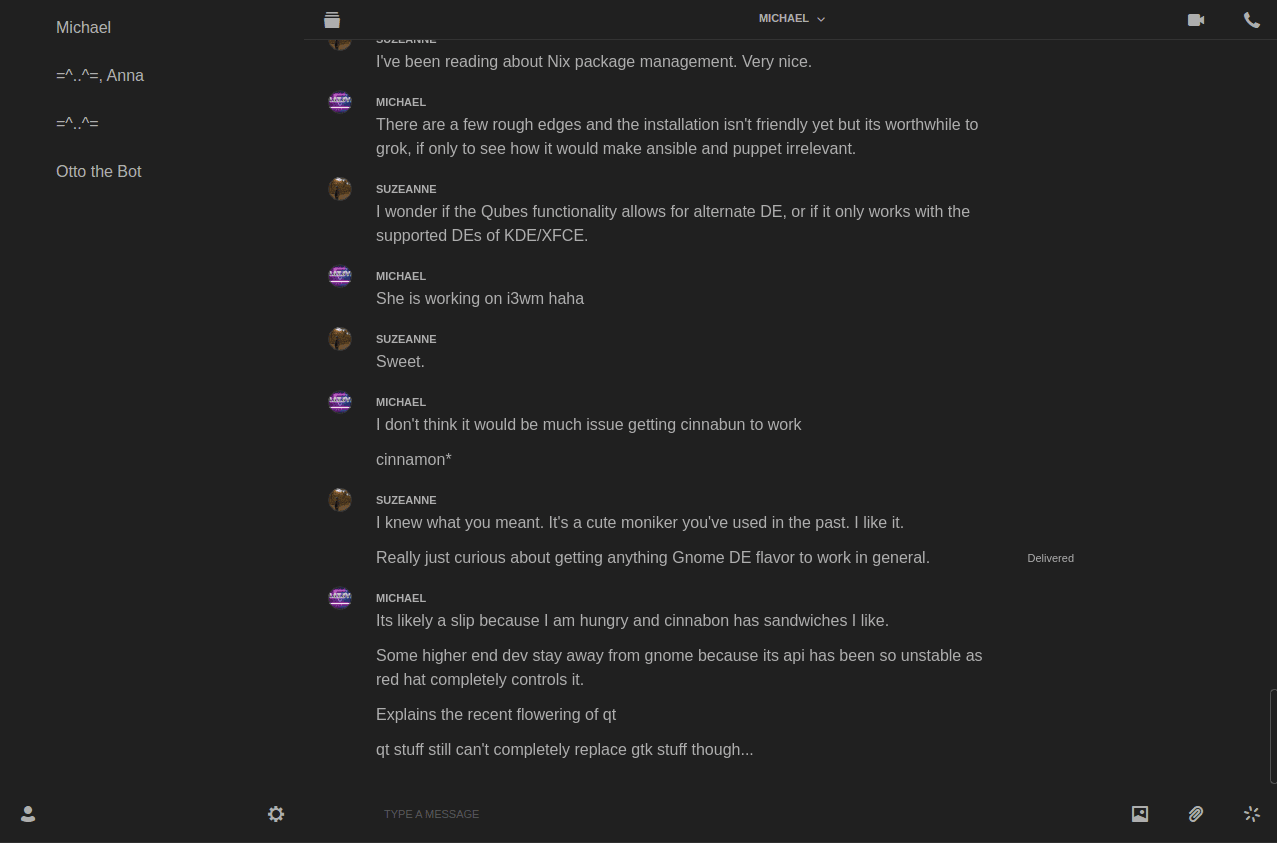 Michael
=^..^=, Anna
=^..^=
Otto the Bot
MICHAEL
SUZEANNE
I've been reading about Nix package management. Very nice.
MICHAEL
There are a few rough edges and the installation isn't friendly yet but its worthwhile to
grok, if only to see how it would make ansible and puppet irrelevant.
SUZEANNE
I wonder if the Qubes functionality allows for alternate DE, or if it only works with the
supported DEs of KDE/XFCE.
MICHAEL
She is working on i3wm haha
SUZEANNE
Sweet.
MICHAEL
I don't think it would be much issue getting cinnabun to work
cinnamon*
SUZEANNE
I knew what you meant. It's a cute moniker you've used in the past. I like it.
Really just curious about getting anything Gnome DE flavor to work in general.
Delivered
MICHAEL
Its likely a slip because I am hungry and cinnabon has sandwiches I like.
Some higher end dev stay away from gnome because its api has been so unstable as
red hat completely controls it.
Explains the recent flowering of qt
qt stuff still can't completely replace gtk stuff though...
TYPE A MESSAGE